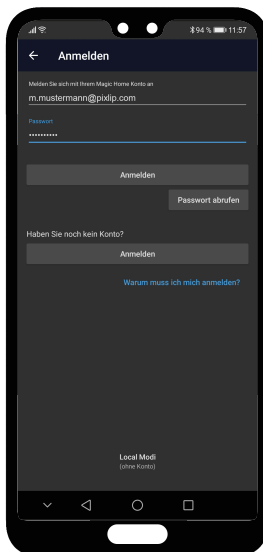 94 % 11:57
Anmelden
Melden Sie sich mit Ihrem Magic Home Konto an
m.mustermann@pixlip.com
Passwort
••••••••••
Anmelden
Passwort abrufen
Haben Sie noch kein Konto?
Anmelden
Warum muss ich mich anmelden?
Local Modi
(ohne Konto)